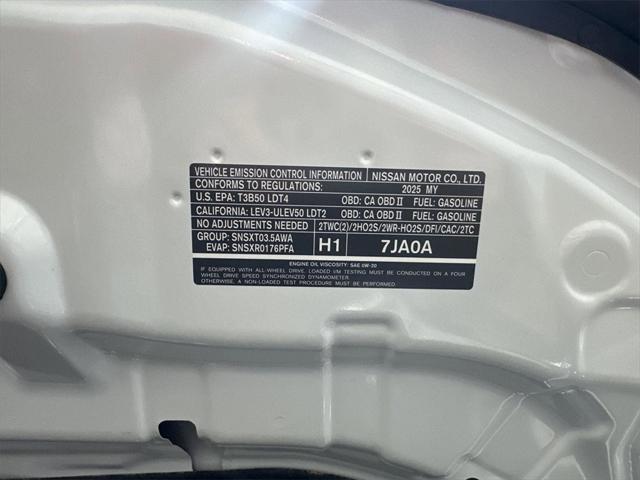 VEHICLE EMISSION CONTROL INFORMATION NISSAN MOTOR CO., LTD.
CONFORMS TO REGULATIONS: 2025 MY
U.S. EPA: T3B50 LDT4 OBD: CA OBD II FUEL: GASOLINE
CALIFORNIA: LEV3-ULEV50 LDT2 OBD: CA OBD II FUEL: GASOLINE
NO ADJUSTMENTS NEEDED 2TWC(2)/2HO2S/2WR-HO2S/DFI/CAC/2TC
GROUP: SNSXT03.5AWA
EVAP: SNSXR0176PFA
H1 7JA0A
ENGINE OIL VISCOSITY: SAE 0W-20
IF EQUIPPED WITH ALL-WHEEL DRIVE, LOADED I/M TESTING MUST BE CONDUCTED ON A FOUR
WHEEL DRIVE SPEED SYNCHRONIZED DYNAMOMETER.
OTHERWISE, A NON-LOADED TEST PROCEDURE MUST BE PERFORMED.